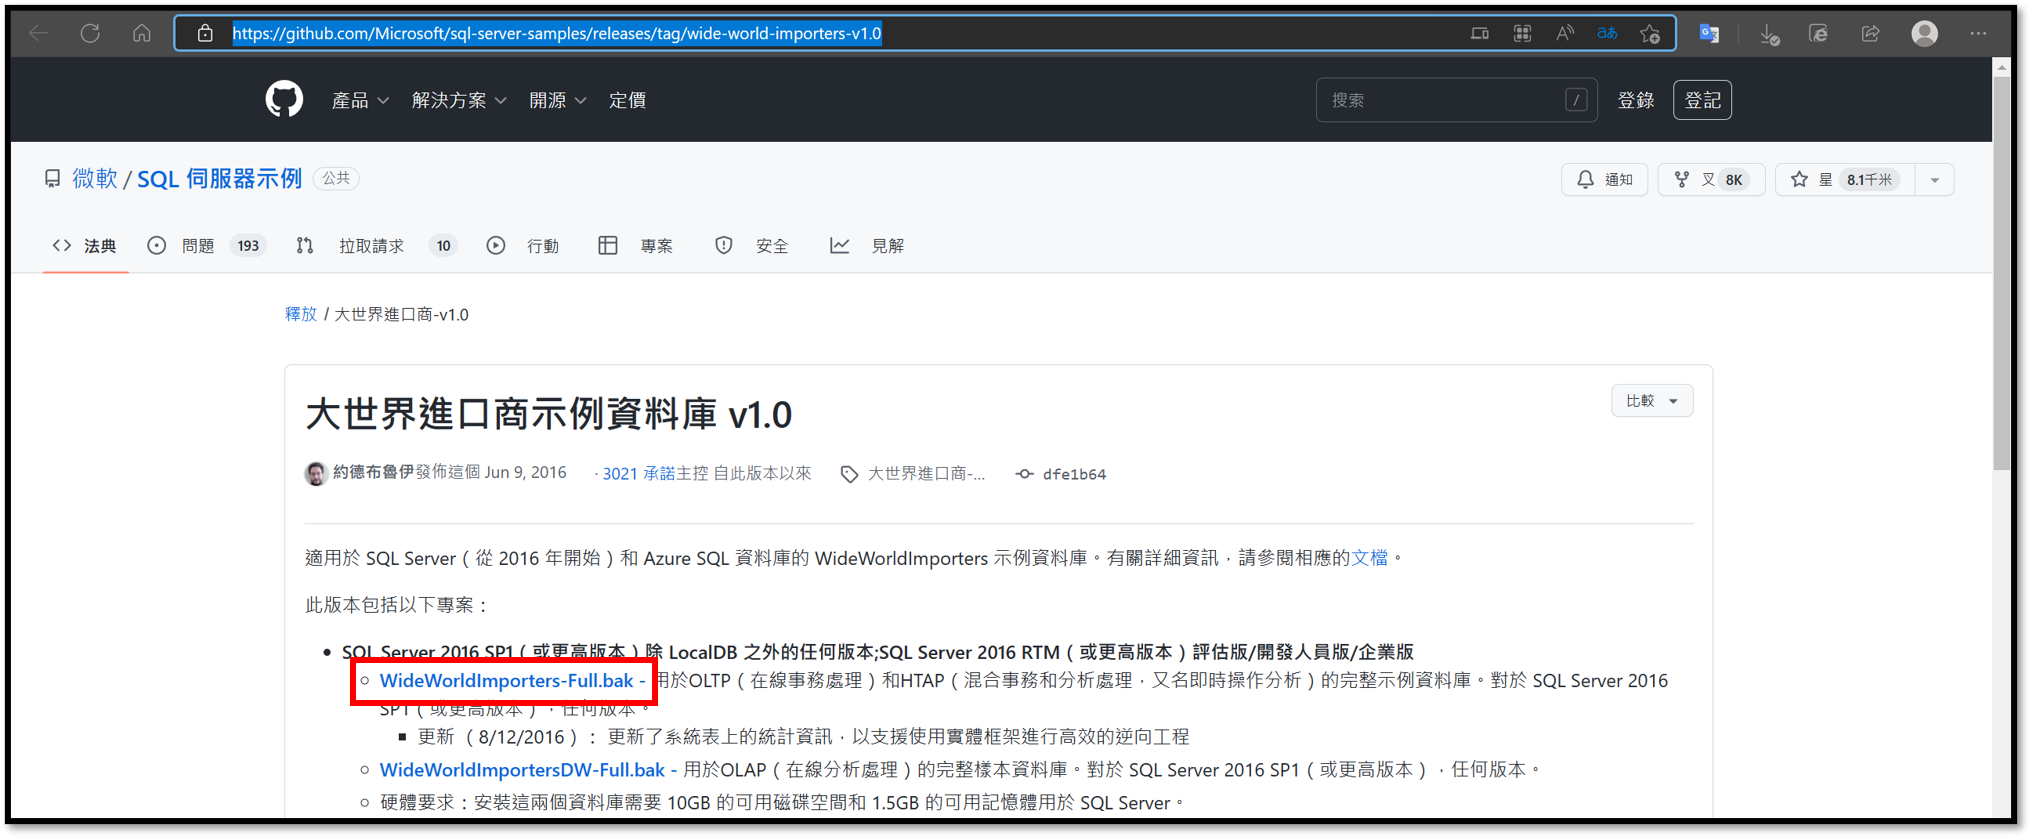 https://github.com/Microsoft/sql-server-samples/releases/tag/wide-world-importers-v1.0
產品 解決方案 開源 定價 搜索 / 登錄 登記
微軟 / SQL 伺服器示例 公共 通知 叉 8K 星 8.1千米
法典 問題 193 拉取請求 10 行動 專案 安全 見解
釋放 / 大世界進口商-v1.0
大世界進口商示例資料庫 v1.0 比較
約德布魯伊發佈這個 Jun 9, 2016 · 3021 承諾主控 自此版本以來 大世界進口商-... dfe1b64
適用於 SQL Server（從 2016 年開始）和 Azure SQL 資料庫的 WideWorldImporters 示例資料庫。有關詳細資訊，請參閱相應的文檔。
此版本包括以下專案：
SQL Server 2016 SP1（或更高版本）除 LocalDB 之外的任何版本;SQL Server 2016 RTM（或更高版本）評估版/開發人員版/企業版
WideWorldImporters-Full.bak - 用於OLTP（在線事務處理）和HTAP（混合事務和分析處理，又名即時操作分析）的完整示例資料庫。對於 SQL Server 2016
SP1（或更高版本），任何版本。
更新 （8/12/2016）： 更新了系統表上的統計資訊，以支援使用實體框架進行高效的逆向工程
WideWorldImportersDW-Full.bak - 用於OLAP（在線分析處理）的完整樣本資料庫。對於 SQL Server 2016 SP1（或更高版本），任何版本。
硬體要求：安裝這兩個資料庫需要 10GB 的可用磁碟空間和 1.5GB 的可用記憶體用於 SQL Server。